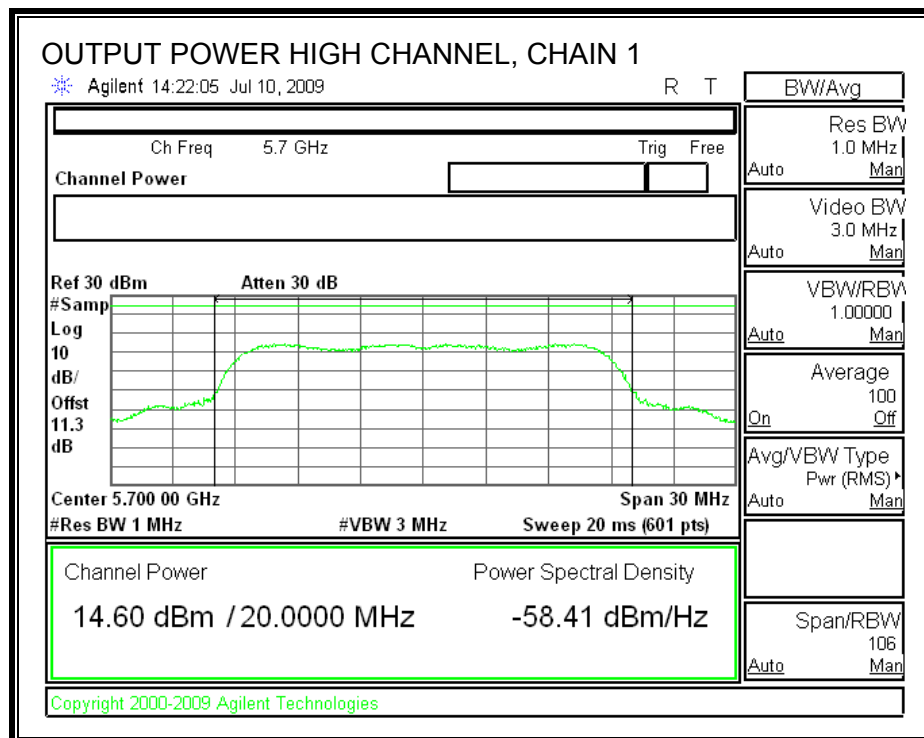 OUTPUT POWER HIGH CHANNEL, CHAIN 1
Agilent 14:22:05 Jul 10, 2009 R T
Ch Freq 5.7 GHz Trig Free
Channel Power
Ref 30 dBm Atten 30 dB
#Samp
Log
10
dB/
Offst
11.3
dB
Center 5.700 00 GHz Span 30 MHz
#Res BW 1 MHz #VBW 3 MHz Sweep 20 ms (601 pts)
Channel Power Power Spectral Density
14.60 dBm / 20.0000 MHz -58.41 dBm/Hz
Copyright 2000-2009 Agilent Technologies
BW/Avg
Res BW
1.0 MHz
Auto Man
Video BW
3.0 MHz
Auto Man
VBW/RBW
1.00000
Auto Man
Average
100
On Off
Avg/VBW Type
Pwr (RMS)
Auto Man
Span/RBW
106
Auto Man